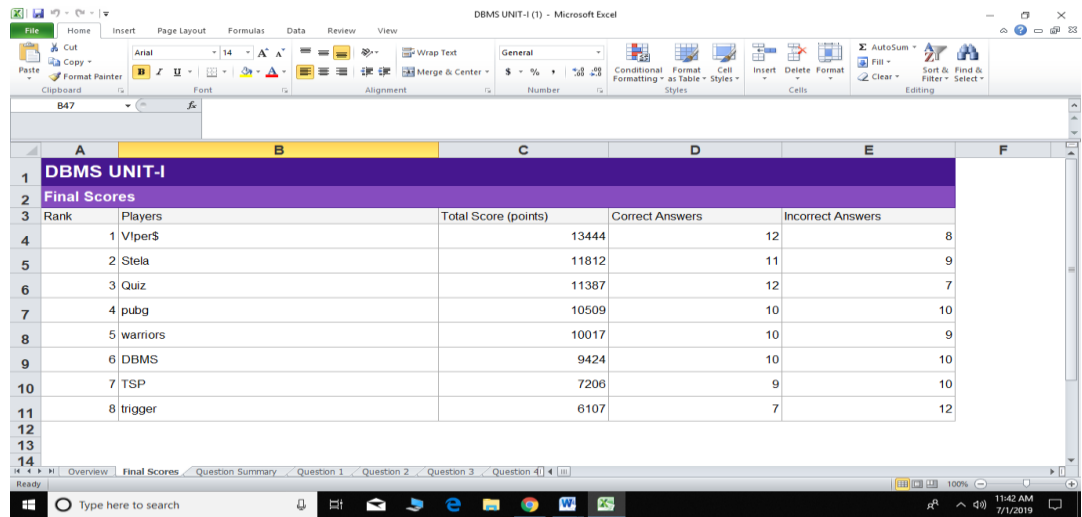 DBMS UNIT-I (1) - Microsoft Excel
File Home Insert Page Layout Formulas Data Review View
Paste Cut Copy Format Painter
Clipboard
Arial 14
B I U
Font
Wrap Text
Merge & Center
Alignment
General
$ % ,
Number
Conditional Formatting Format as Table Cell Styles
Styles
Insert Delete Format
Cells
Σ AutoSum
Fill
Clear
Sort & Filter Find & Select
Editing
B47 fx
A B C D E F
1 DBMS UNIT-I
2 Final Scores
3 Rank Players Total Score (points) Correct Answers Incorrect Answers
4 1 V!per$ 13444 12 8
5 2 Stela 11812 11 9
6 3 Quiz 11387 12 7
7 4 pubg 10509 10 10
8 5 warriors 10017 10 9
9 6 DBMS 9424 10 10
10 7 TSP 7206 9 10
11 8 trigger 6107 7 12
12
13
14
Overview Final Scores Question Summary Question 1 Question 2 Question 3 Question 4
Ready 100%
Type here to search 11:42 AM
7/1/2019